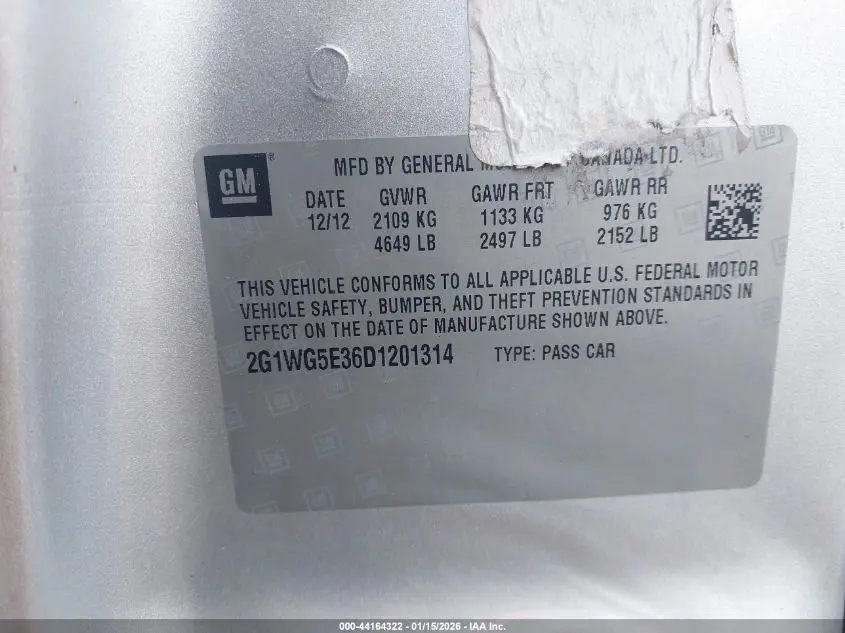 MFD BY GENERAL CANADA LTD.
GM
DATE GVWR GAWR FRT GAWR RR
12/12 2109 KG 1133 KG 976 KG
4649 LB 2497 LB 2152 LB
THIS VEHICLE CONFORMS TO ALL APPLICABLE U.S. FEDERAL MOTOR
VEHICLE SAFETY, BUMPER, AND THEFT PREVENTION STANDARDS IN
EFFECT ON THE DATE OF MANUFACTURE SHOWN ABOVE.
2G1WG5E36D1201314 TYPE: PASS CAR
000-44164322 - 01/15/2026 - IAA Inc.